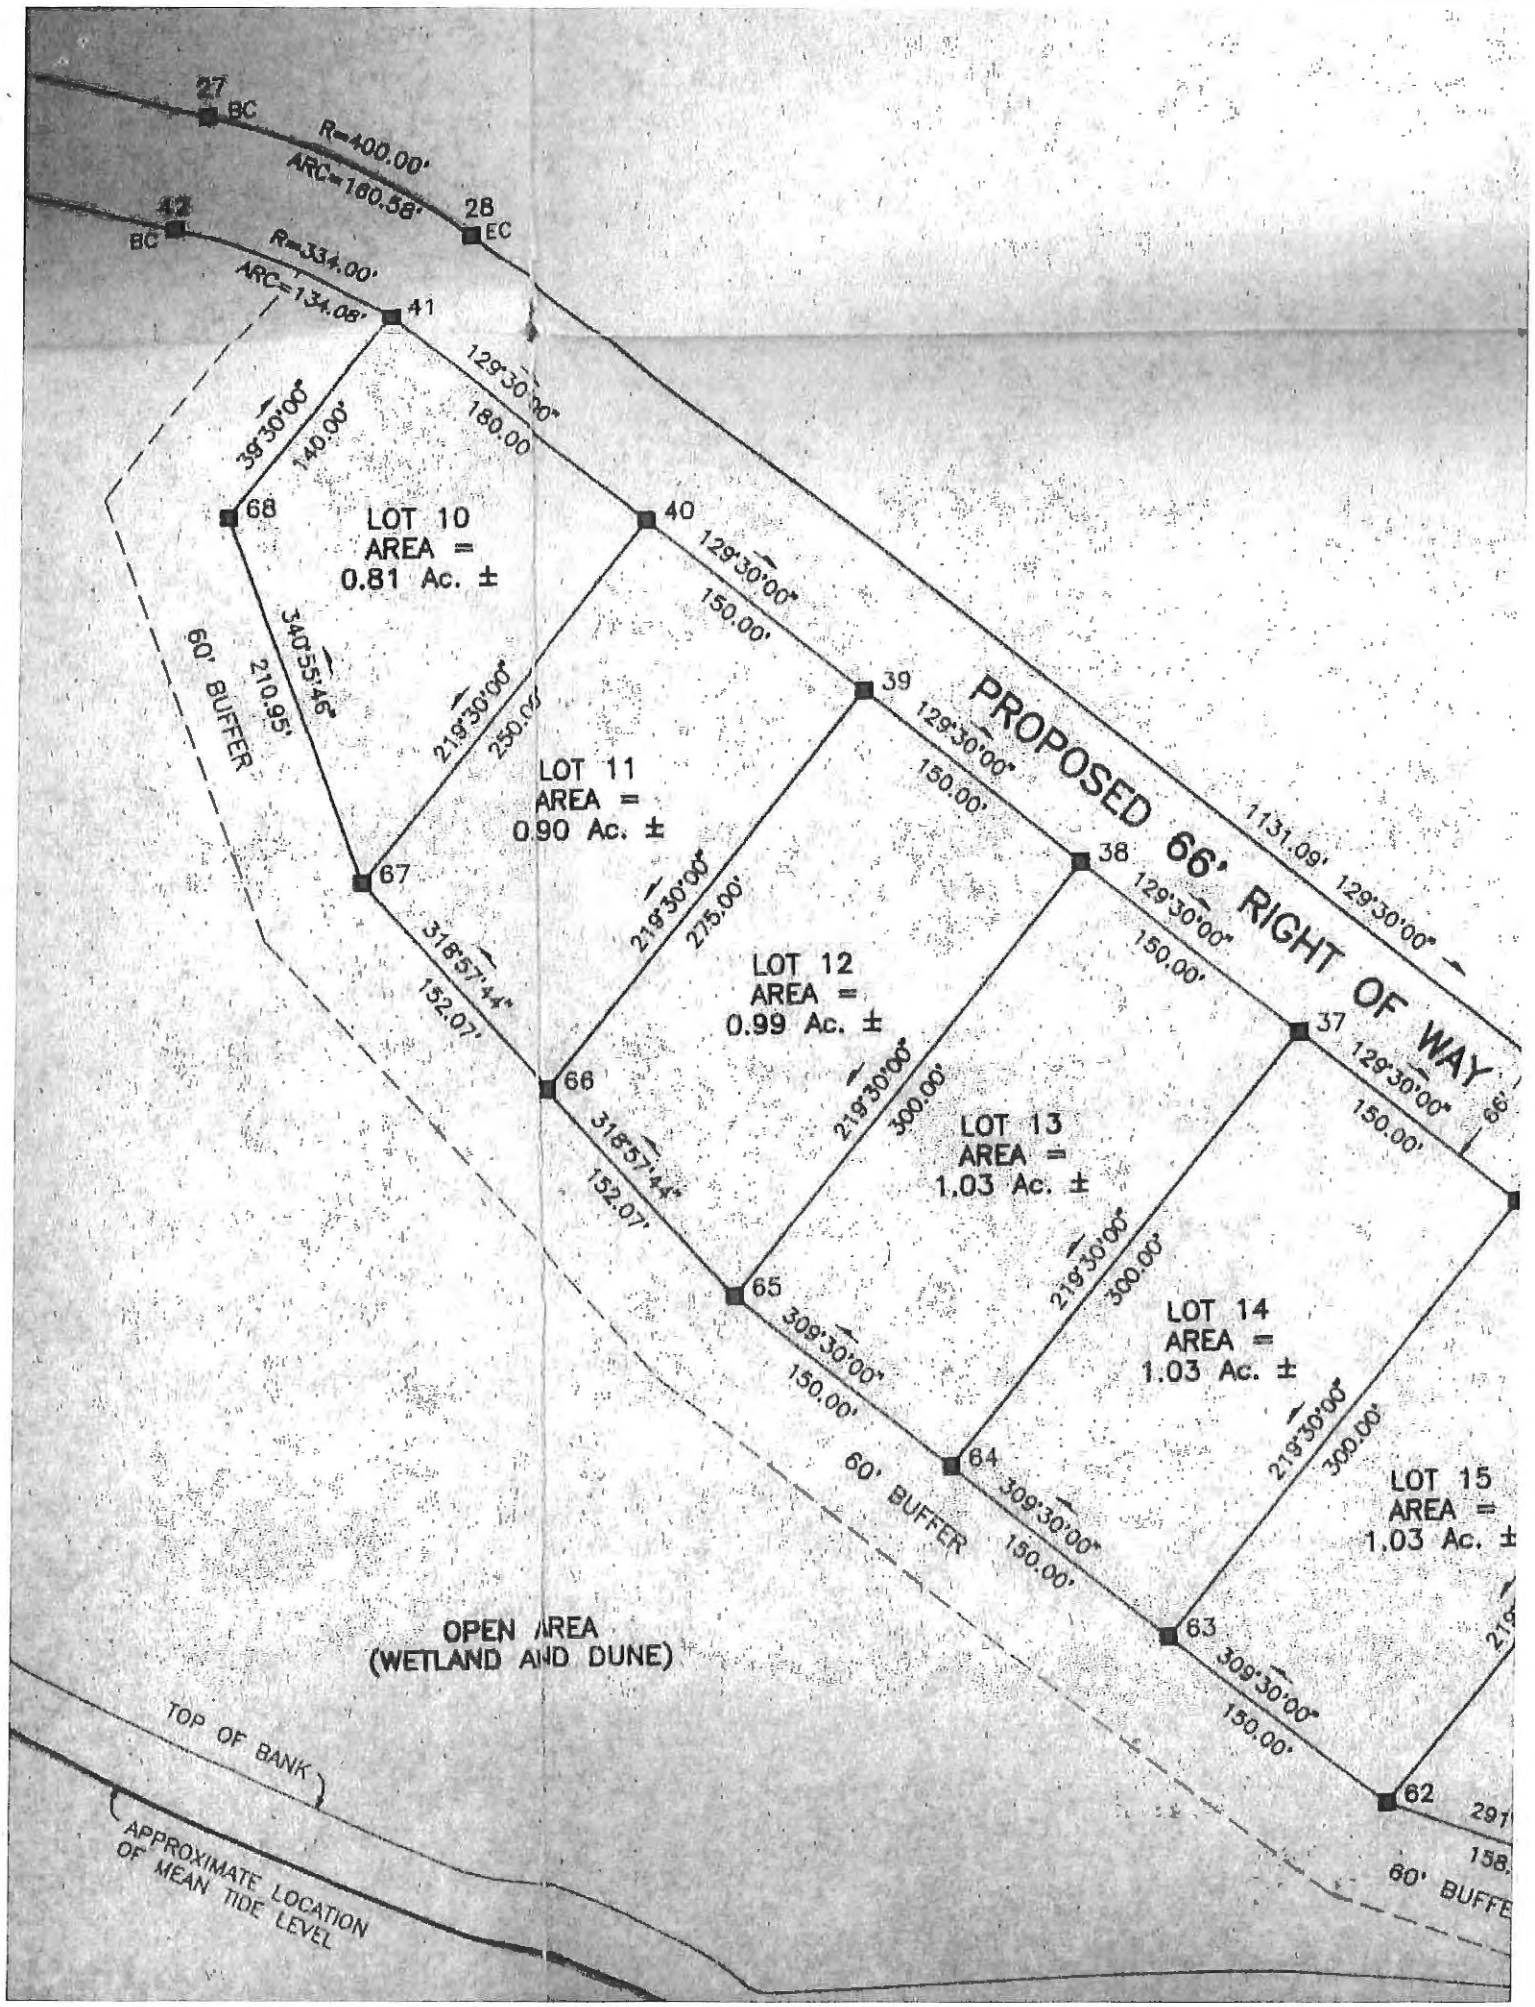 27
BC
R=400.00'
ARC=160.58'
28
EC
42
BC
R=334.00'
ARC=134.08'
41
129°30'00"
180.00
39°30'00"
140.00'
68
LOT 10
AREA =
0.81 Ac. ±
40
129°30'00"
150.00'
340°55'46"
210.95'
60' BUFFER
219°30'00"
250.00'
39
129°30'00"
150.00'
PROPOSED 66' RIGHT OF WAY
1131.09' 129°30'00"
LOT 11
AREA =
0.90 Ac. ±
67
318°57'44"
152.07'
219°30'00"
275.00'
38
129°30'00"
150.00'
LOT 12
AREA =
0.99 Ac. ±
37
129°30'00"
150.00'
66'
66
318°57'44"
152.07'
219°30'00"
300.00'
LOT 13
AREA =
1.03 Ac. ±
65
309°30'00"
150.00'
219°30'00"
300.00'
LOT 14
AREA =
1.03 Ac. ±
64
60' BUFFER
309°30'00"
150.00'
219°30'00"
300.00'
LOT 15
AREA =
1.03 Ac. ±
63
309°30'00"
150.00'
219°
OPEN AREA
(WETLAND AND DUNE)
62
291°
158.
60' BUFFE
TOP OF BANK
APPROXIMATE LOCATION
OF MEAN TIDE LEVEL